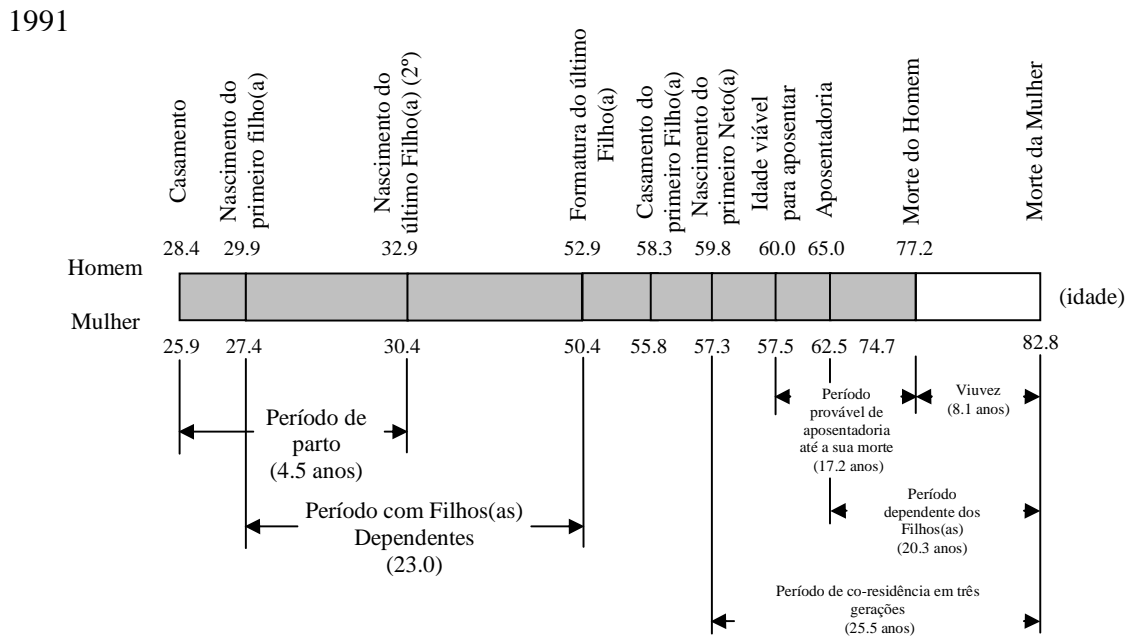 1991
Casamento
Nascimento do
primeiro filho(a)
Nascimento do
último Filho(a) (2º)
Formatura do último
Filho(a)
Casamento do
primeiro Filho(a)
Nascimento do
primeiro Neto(a)
Idade viável
para aposentar
Aposentadoria
Morte do Homem
Morte da Mulher
28.4 29.9 32.9 52.9 58.3 59.8 60.0 65.0 77.2
Homem
Mulher
(idade)
25.9 27.4 30.4 50.4 55.8 57.3 57.5 62.5 74.7 82.8
Período de
parto
(4.5 anos)
Período
provável de
aposentadoria
até a sua morte
(17.2 anos)
Viuvez
(8.1 anos)
Período com Filhos(as)
Dependentes
(23.0)
Período
dependente dos
Filhos(as)
(20.3 anos)
Período de co-residência em três
gerações
(25.5 anos)